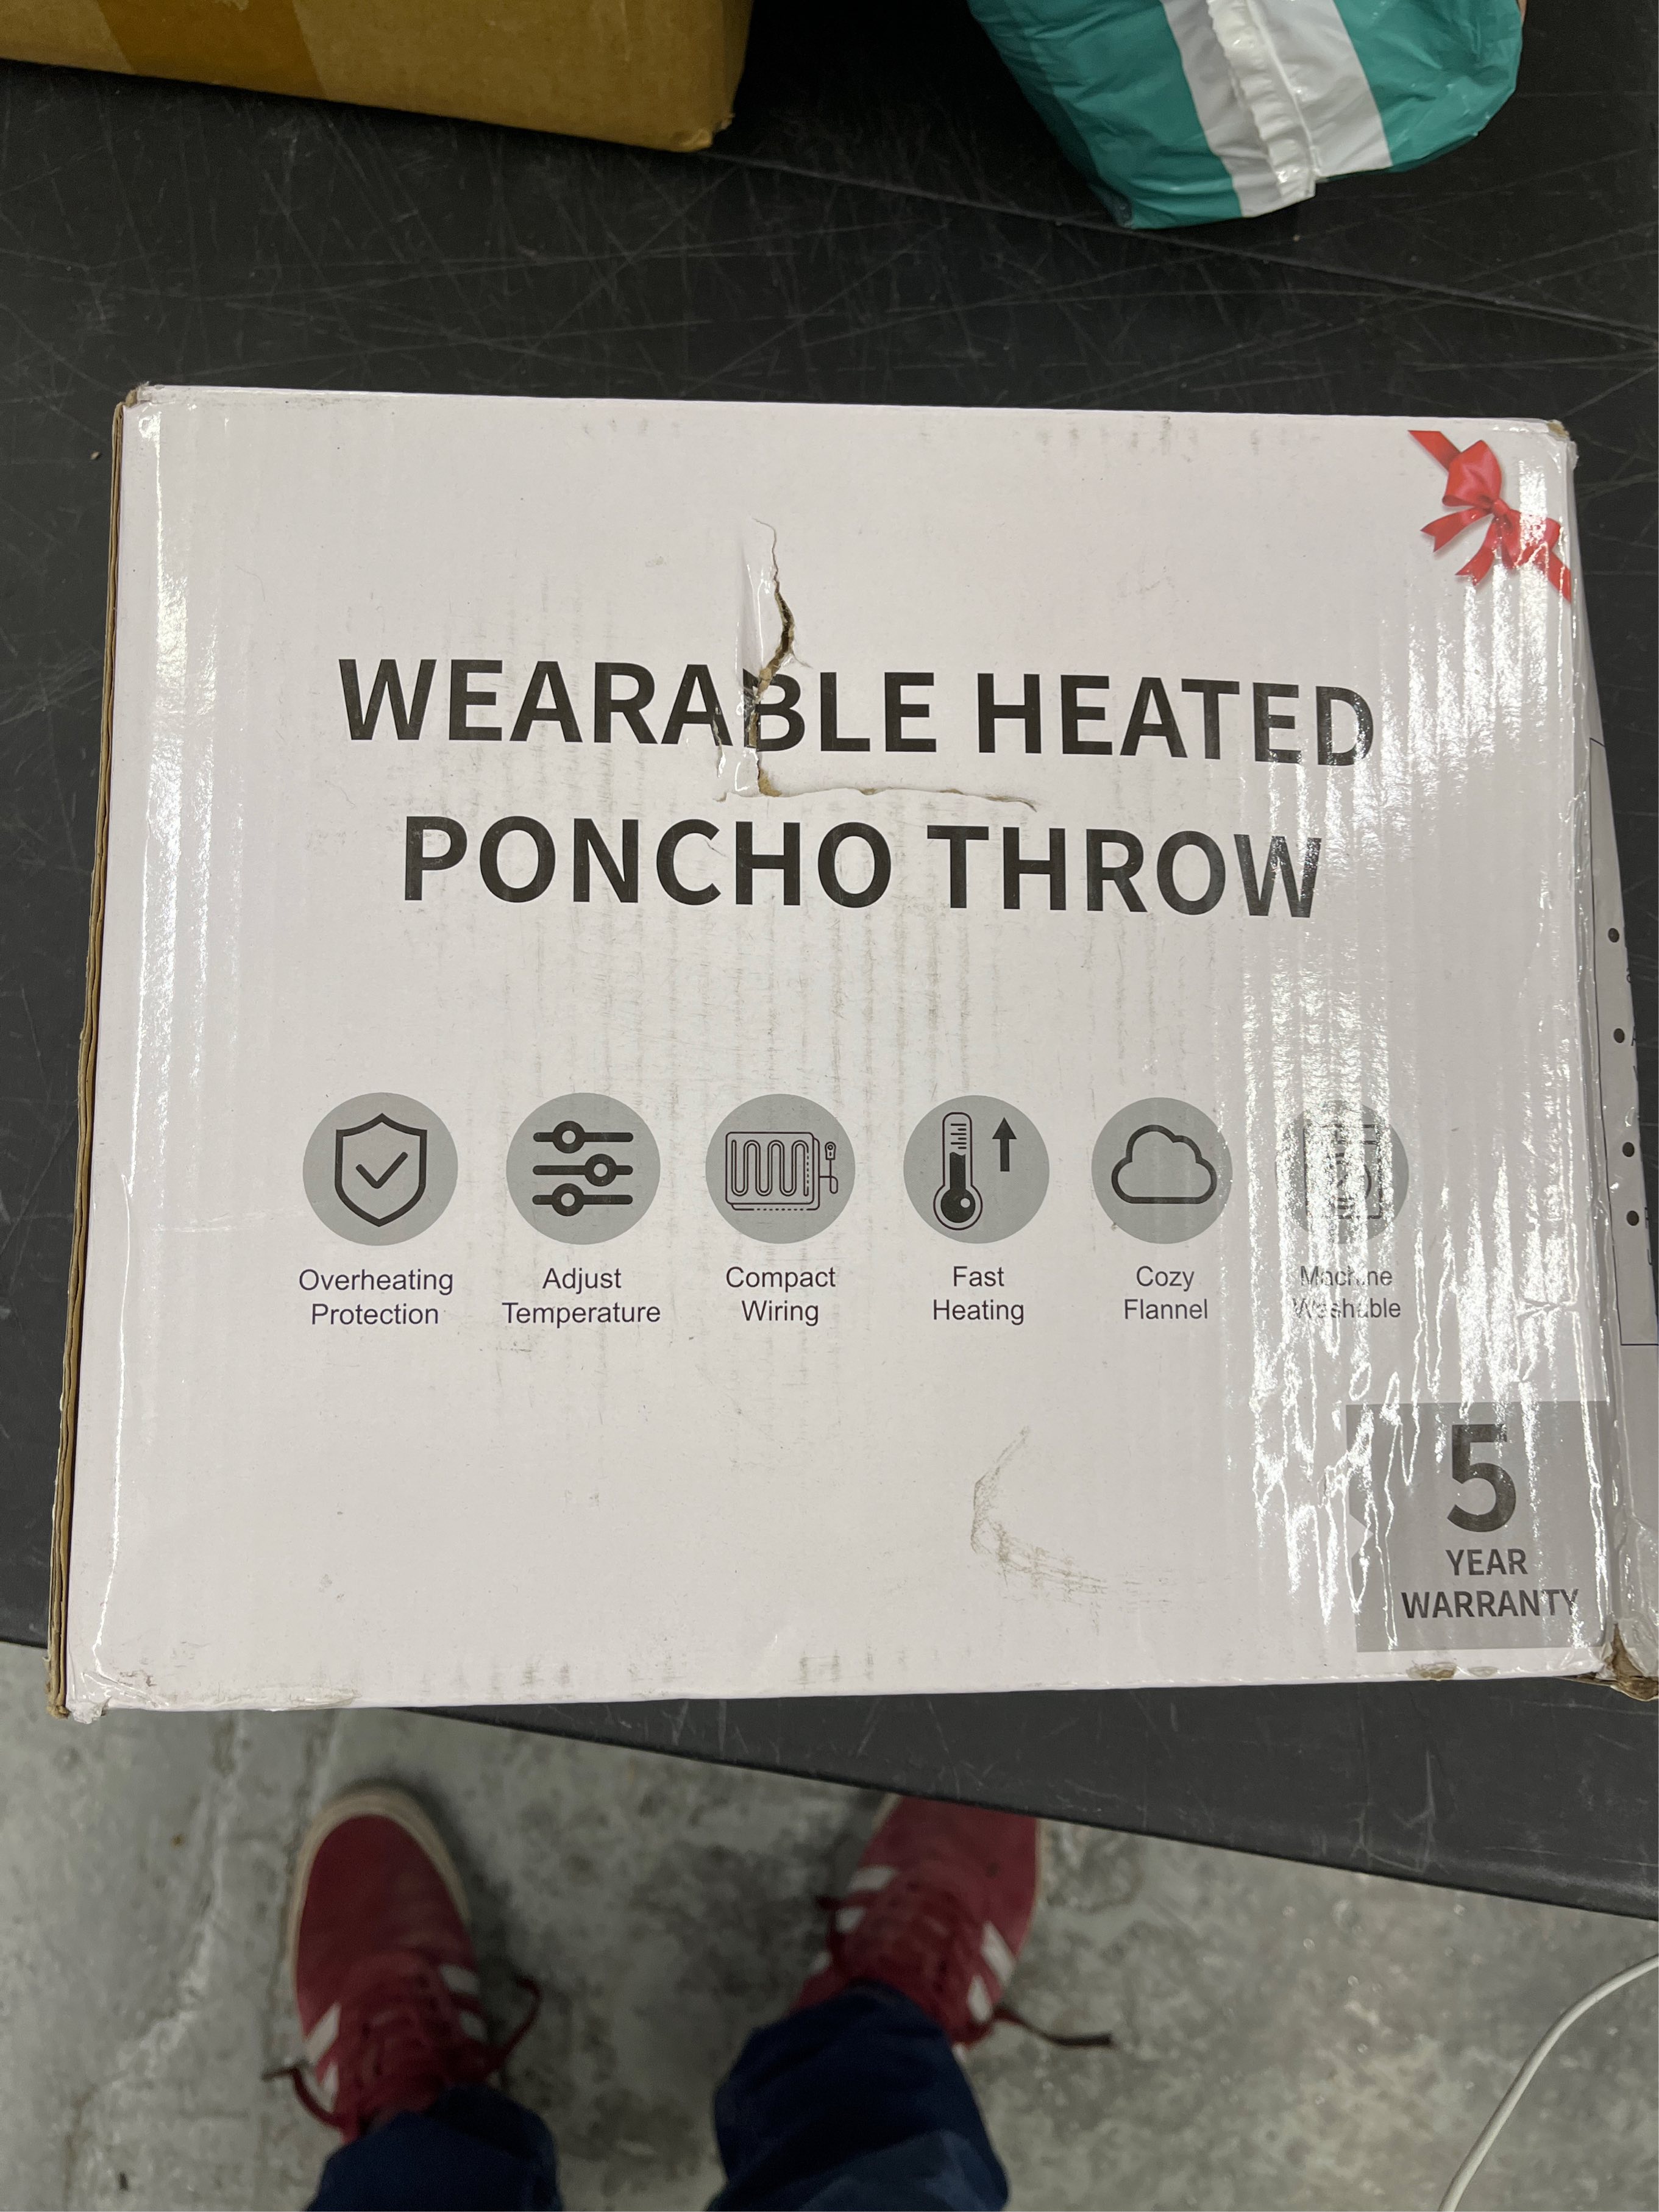 WEARABLE HEATED
PONCHO THROW
Overheating
Protection
Adjust
Temperature
Compact
Wiring
Fast
Heating
Cozy
Flannel
Machine
Washable
5
YEAR
WARRANTY